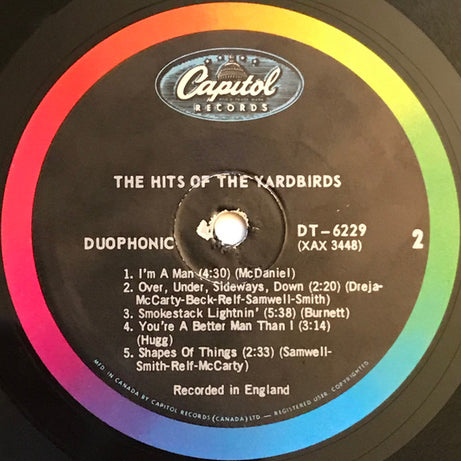 Capitol
RECORDS
THE HITS OF THE YARDBIRDS
DUOPHONIC
DT-6229
(XAX 3448)
2
1. I'm A Man (4:30) (McDaniel)
2. Over, Under, Sideways, Down (2:20) (Dreja-
McCarty-Beck-Relf-Samwell-Smith)
3. Smokestack Lightnin' (5:38) (Burnett)
4. You're A Better Man Than I (3:14)
(Hugg)
5. Shapes Of Things (2:33) (Samwell-
Smith-Relf-McCarty)
Recorded in England
MFD. IN CANADA BY CAPITOL RECORDS (CANADA) LTD. — REGISTERED USER. COPYRIGHTED